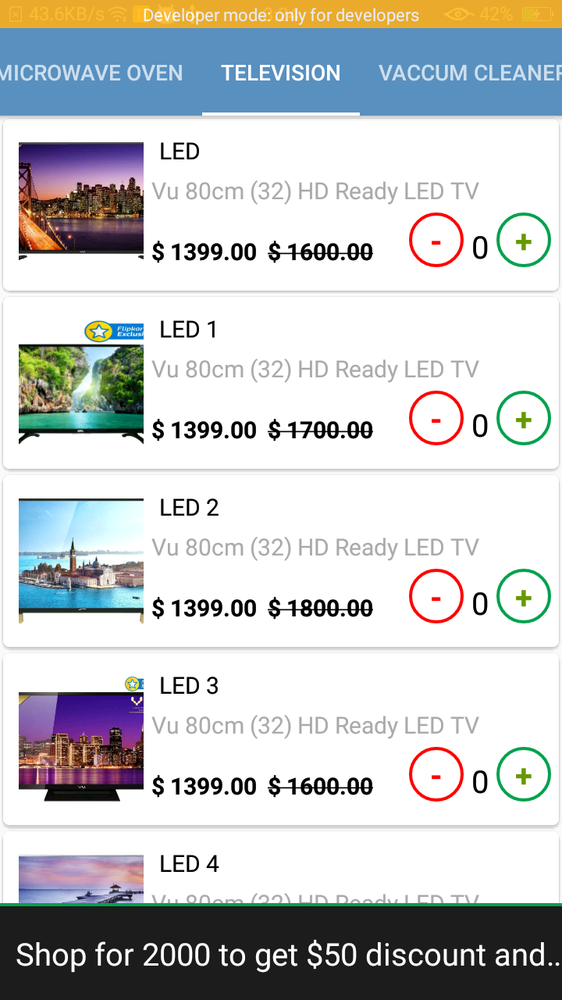 43.6KB/s Developer mode: only for developers 42%
MICROWAVE OVEN TELEVISION VACCUM CLEANER
LED
Vu 80cm (32) HD Ready LED TV
$ 1399.00 $ 1600.00 - 0 +
Flipkar
Exclusi
LED 1
Vu 80cm (32) HD Ready LED TV
$ 1399.00 $ 1700.00 - 0 +
LED 2
Vu 80cm (32) HD Ready LED TV
$ 1399.00 $ 1800.00 - 0 +
LED 3
Vu 80cm (32) HD Ready LED TV
$ 1399.00 $ 1600.00 - 0 +
LED 4
Vu 80cm (32) HD Ready LED TV
Shop for 2000 to get $50 discount and..